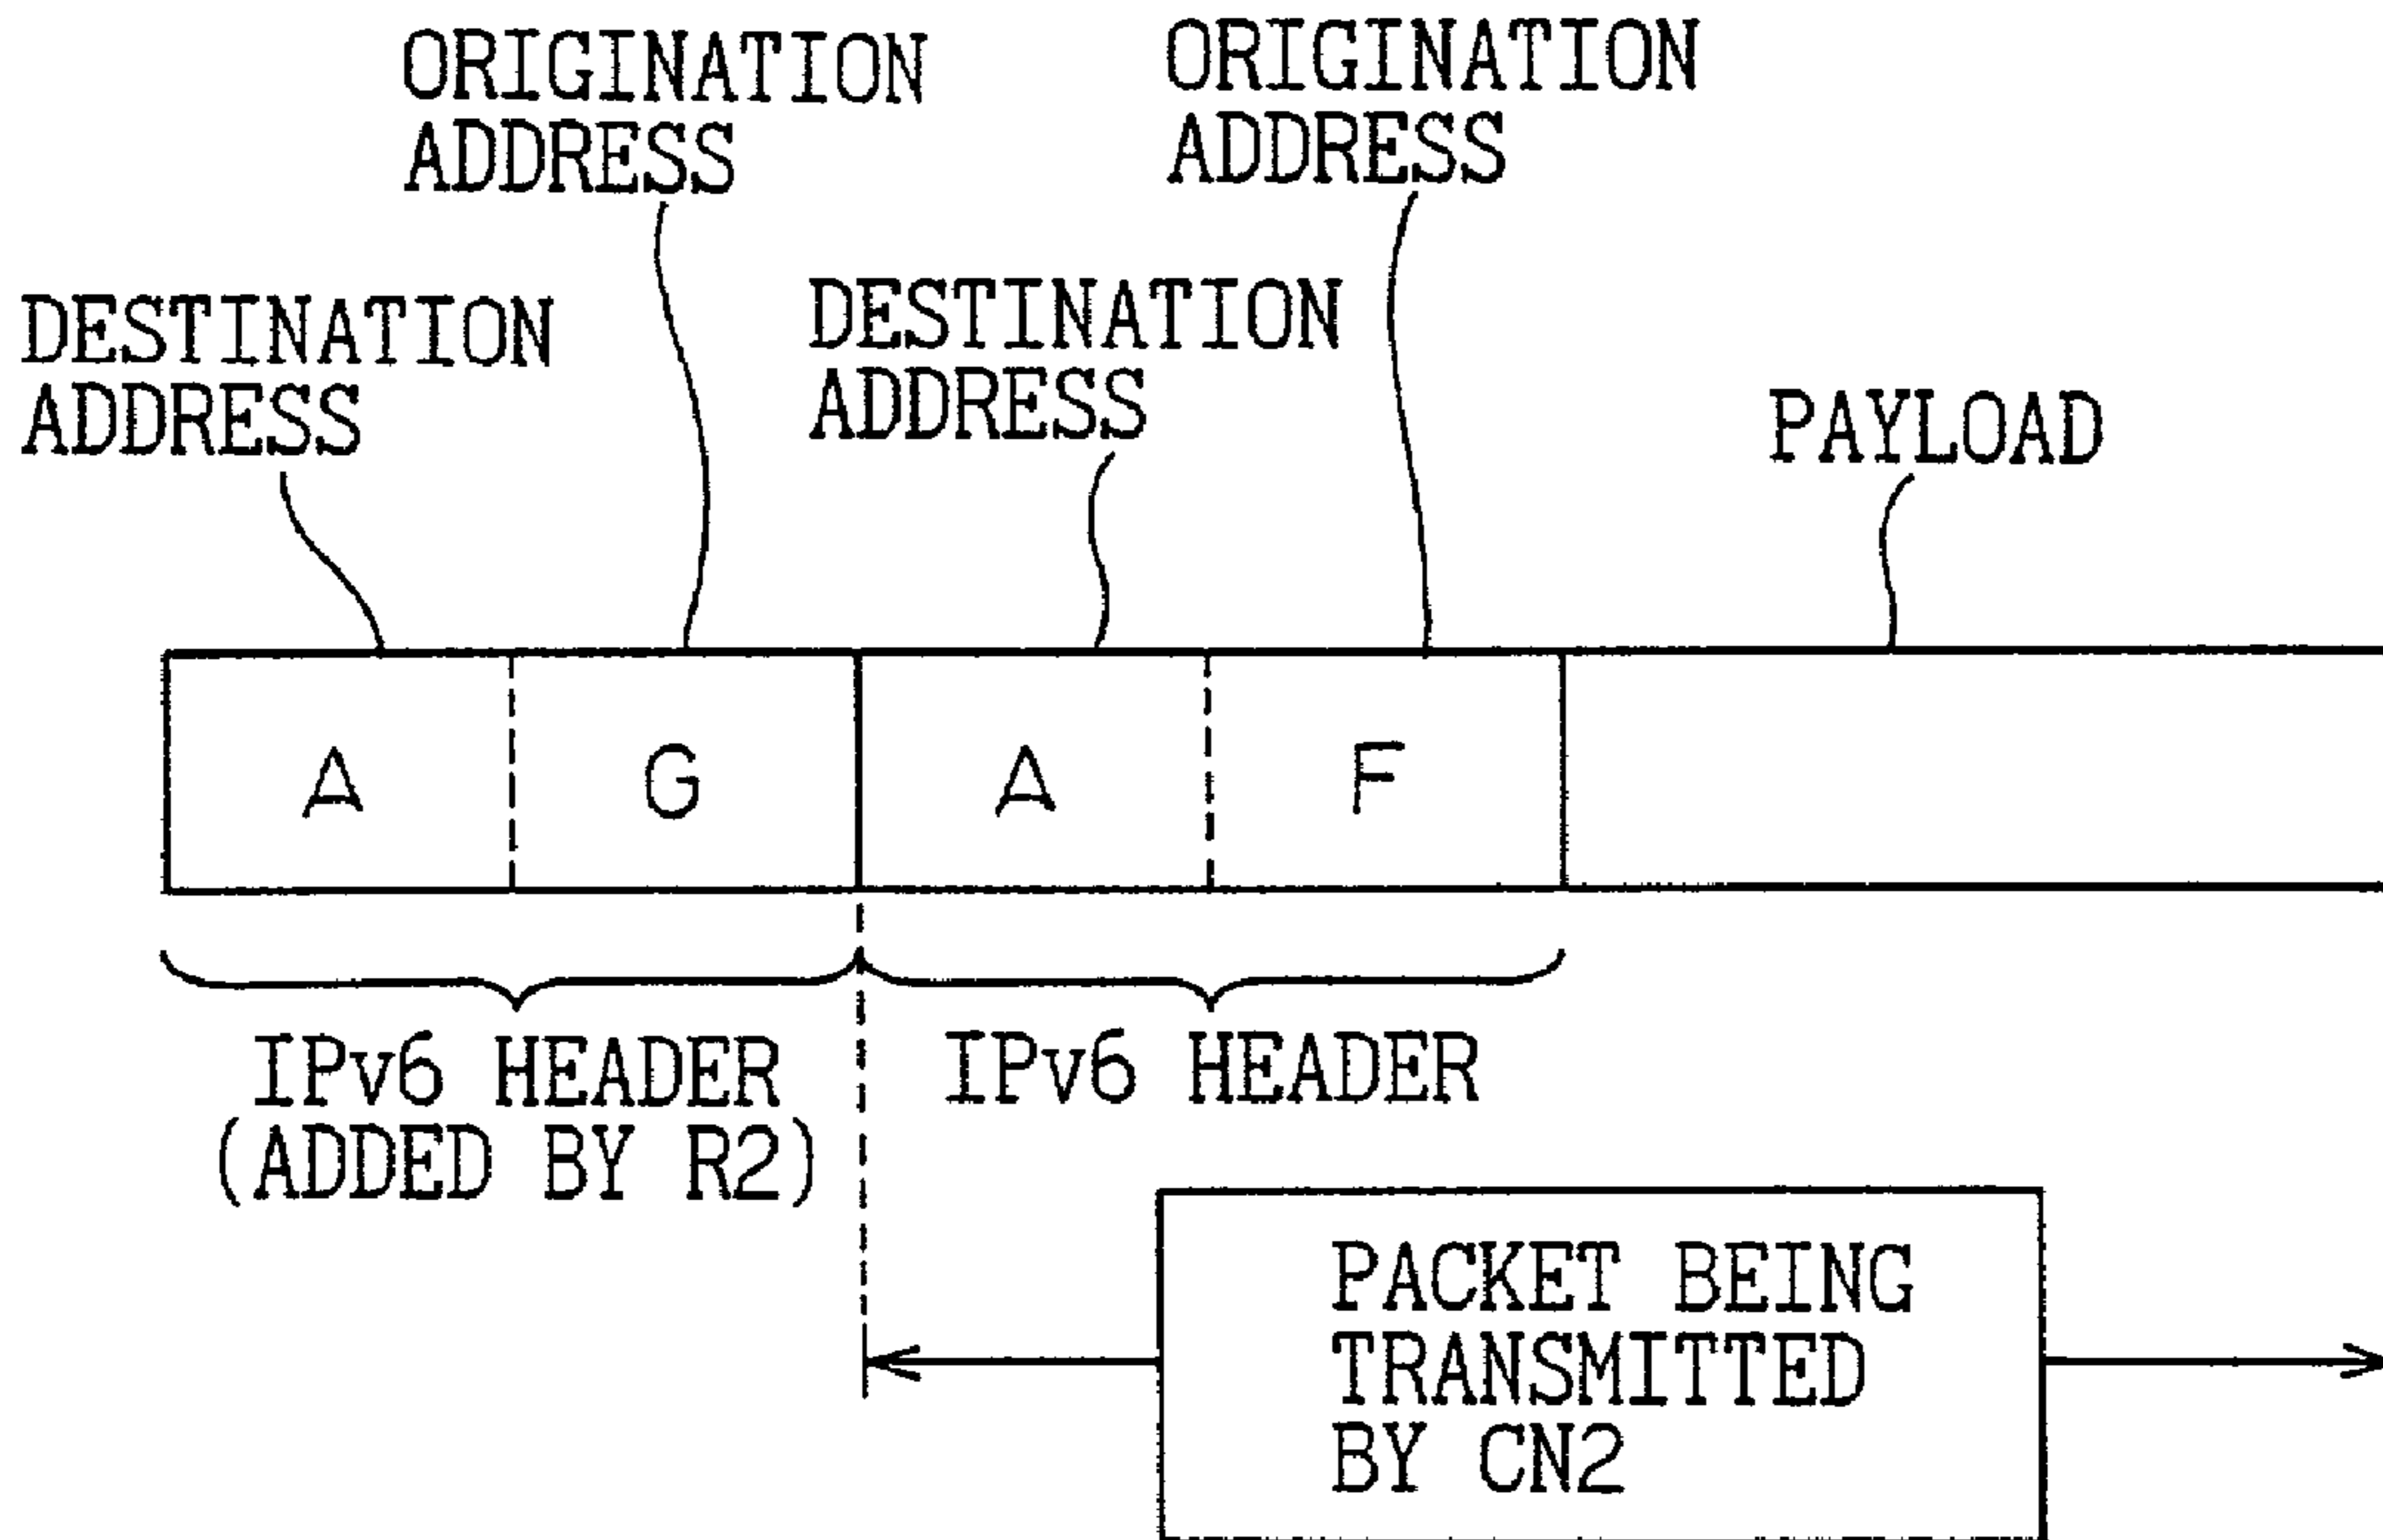 ORIGINATION
ADDRESS
ORIGINATION
ADDRESS
DESTINATION
ADDRESS
DESTINATION
ADDRESS
PAYLOAD
A G A F
IPv6 HEADER
(ADDED BY R2)
IPv6 HEADER
PACKET BEING
TRANSMITTED
BY CN2